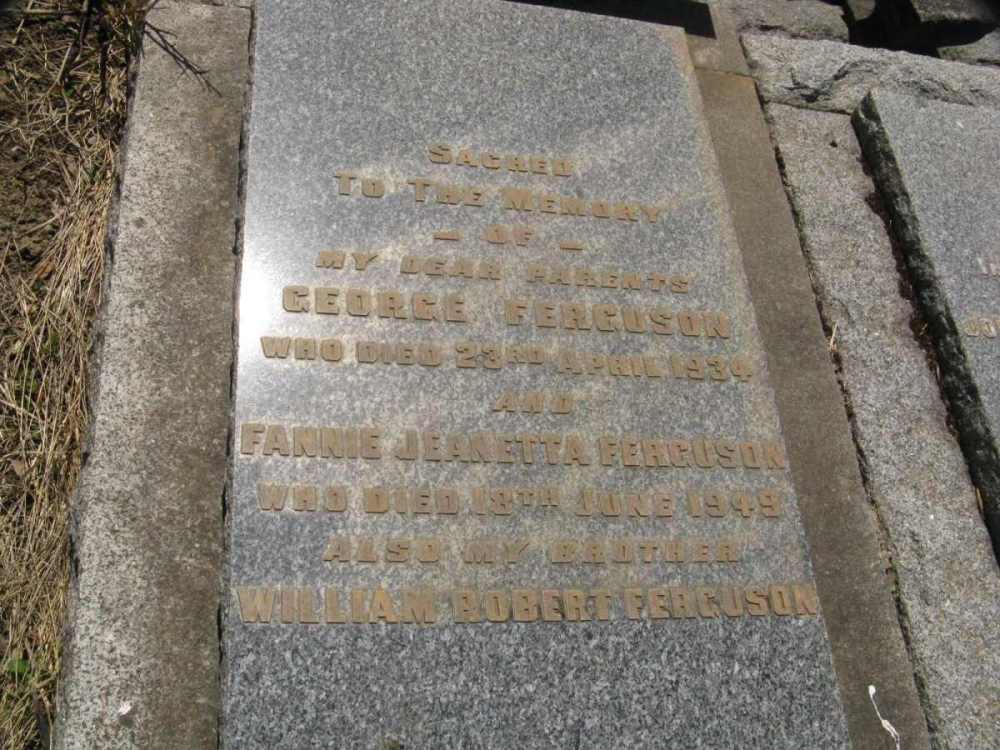 SACRED
TO THE MEMORY
— OF —
MY DEAR PARENTS
GEORGE FERGUSON
WHO DIED 23RD APRIL 1934
AND
FANNIE JEANETTA FERGUSON
WHO DIED 18TH JUNE 1949
ALSO MY BROTHER
WILLIAM ROBERT FERGUSON